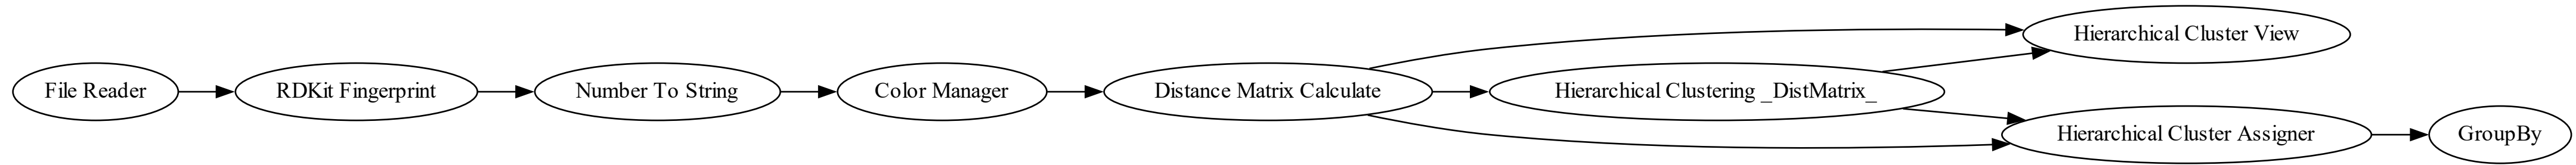 File Reader
RDKit Fingerprint
Number To String
Color Manager
Distance Matrix Calculate
Hierarchical Clustering _DistMatrix_
Hierarchical Cluster View
Hierarchical Cluster Assigner
GroupBy